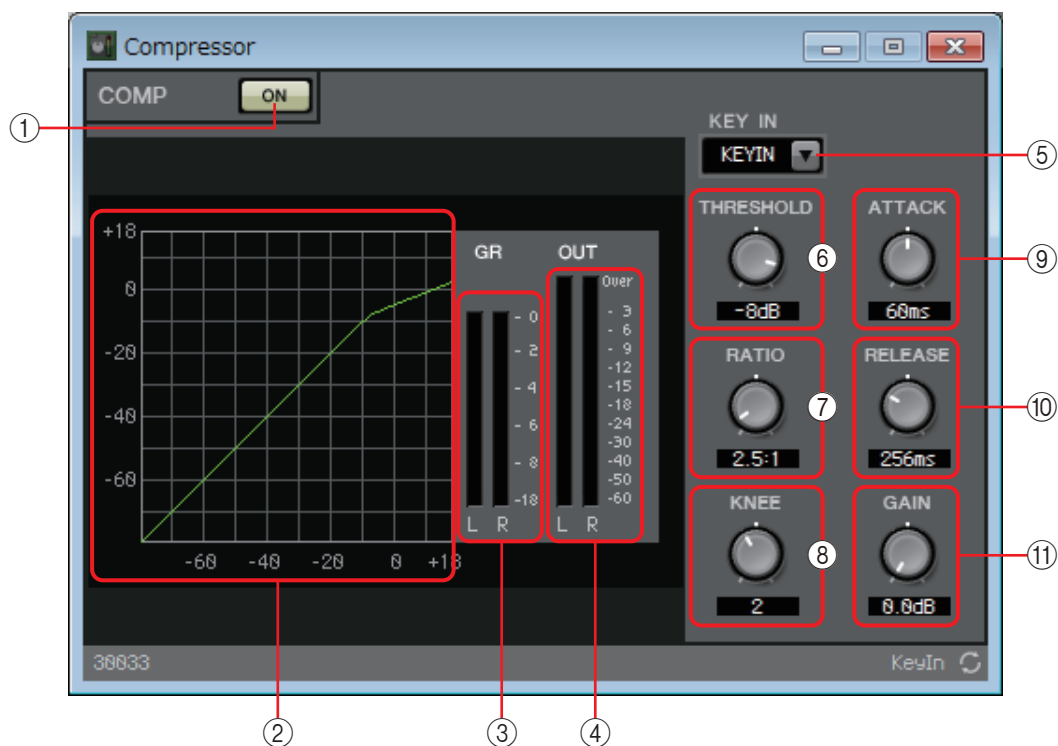 Compressor
COMP
ON
①
KEY IN
KEYIN
⑤
THRESHOLD
⑥
-8dB
ATTACK
60ms
⑨
RATIO
⑦
2.5:1
RELEASE
256ms
⑩
KNEE
⑧
2
GAIN
0.0dB
⑪
+18
0
-20
-40
-60
-60 -40 -20 0 +18
GR
- 0
- 2
- 4
- 6
- 8
-18
L R
OUT
Over
- 3
- 6
- 9
-12
-15
-18
-24
-30
-40
-50
-60
L R
30033
KeyIn
②
③
④